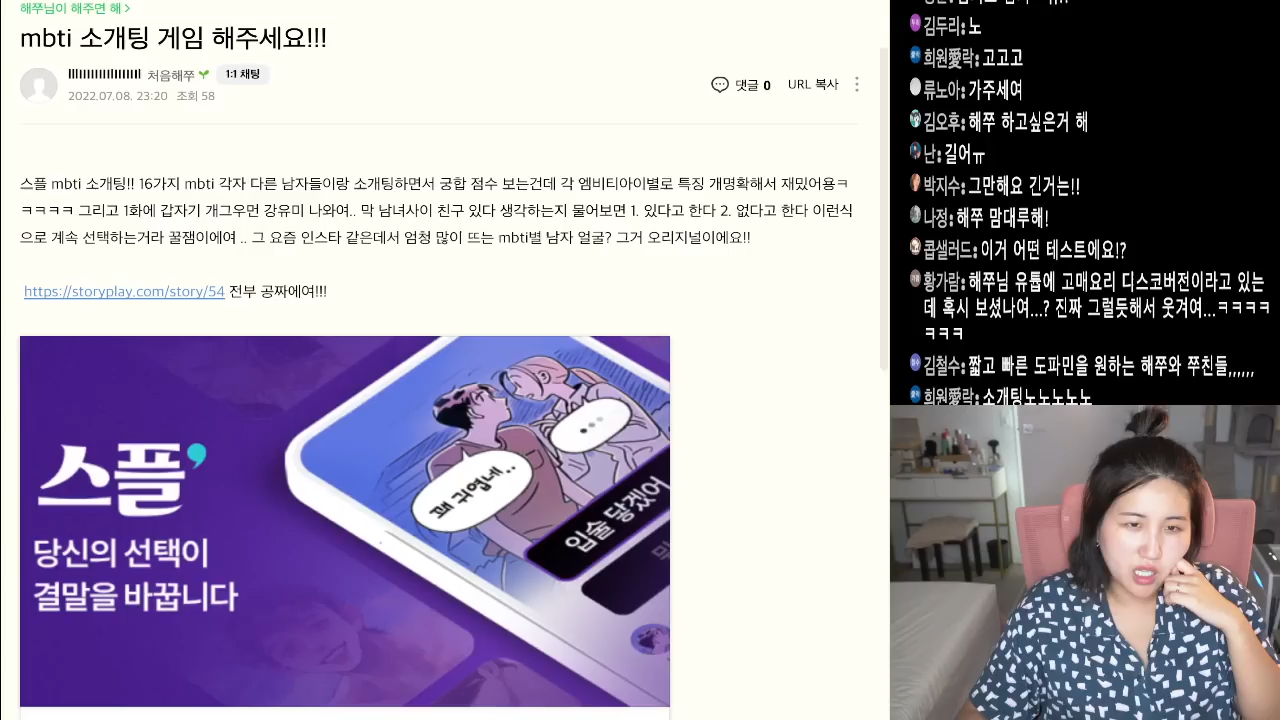 해쭈님이 해주면 해 >
mbti 소개팅 게임 해주세요!!!
처음해쭈 1:1 채팅
2022.07.08. 23:20 조회 58
댓글 0 URL 복사
스플 mbti 소개팅!! 16가지 mbti 각자 다른 남자들이랑 소개팅하면서 궁합 점수 보는건데 각 엠비티아이별로 특징 개명확해서 재밌어용ㅋ
ㅋㅋㅋㅋ 그리고 1화에 갑자기 개그우먼 강유미 나와여.. 막 남녀사이 친구 있다 생각하는지 물어보면 1. 있다고 한다 2. 없다고 한다 이런식
으로 계속 선택하는거라 꿀잼이에여 .. 그 요즘 인스타 같은데서 엄청 많이 뜨는 mbti별 남자 얼굴? 그거 오리지널이에요!!
https://storyplay.com/story/54 전부 공짜에여!!!
스플
당신의 선택이
결말을 바꿉니다
꽤 귀엽네..
...
입술 닿겠어
김두리: 노
희원愛락: 고고고
류노아: 가주세여
김오후: 해쭈 하고싶은거 해
난: 길어ㅠ
박지수: 그만해요 긴거는!!
나정: 해쭈 맘대루해!
콥샐러드: 이거 어떤 테스트에요!?
황가람: 해쭈님 유튭에 고매요리 디스코버전이라고 있는
데 혹시 보셨나여...? 진짜 그럴듯해서 웃겨여...ㅋㅋㅋㅋ
ㅋㅋㅋ
김철수: 짧고 빠른 도파민을 원하는 해쭈와 쭈친들,,,,,,
희원愛락: 소개팅노노노노노